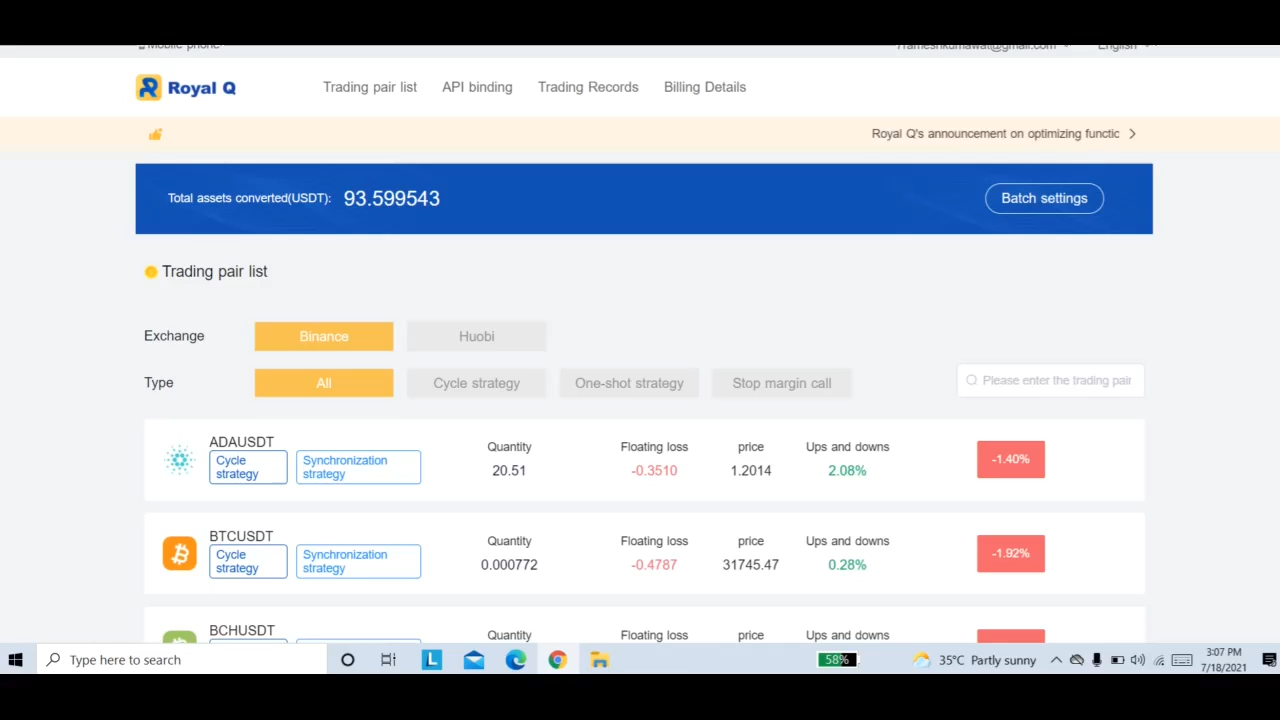 English
Royal Q
Trading pair list API binding Trading Records Billing Details
Royal Q's announcement on optimizing functic
Total assets converted(USDT): 93.599543
Batch settings
Trading pair list
Exchange Binance Huobi
Type All Cycle strategy One-shot strategy Stop margin call
Please enter the trading pair
ADAUSDT
Cycle strategy
Synchronization strategy
Quantity Floating loss price Ups and downs
20.51 -0.3510 1.2014 2.08%
-1.40%
BTCUSDT
Cycle strategy
Synchronization strategy
Quantity Floating loss price Ups and downs
0.000772 -0.4787 31745.47 0.28%
-1.92%
BCHUSDT
Quantity Floating loss price Ups and downs
Type here to search
L
58%
35°C Partly sunny
3:07 PM
7/18/2021